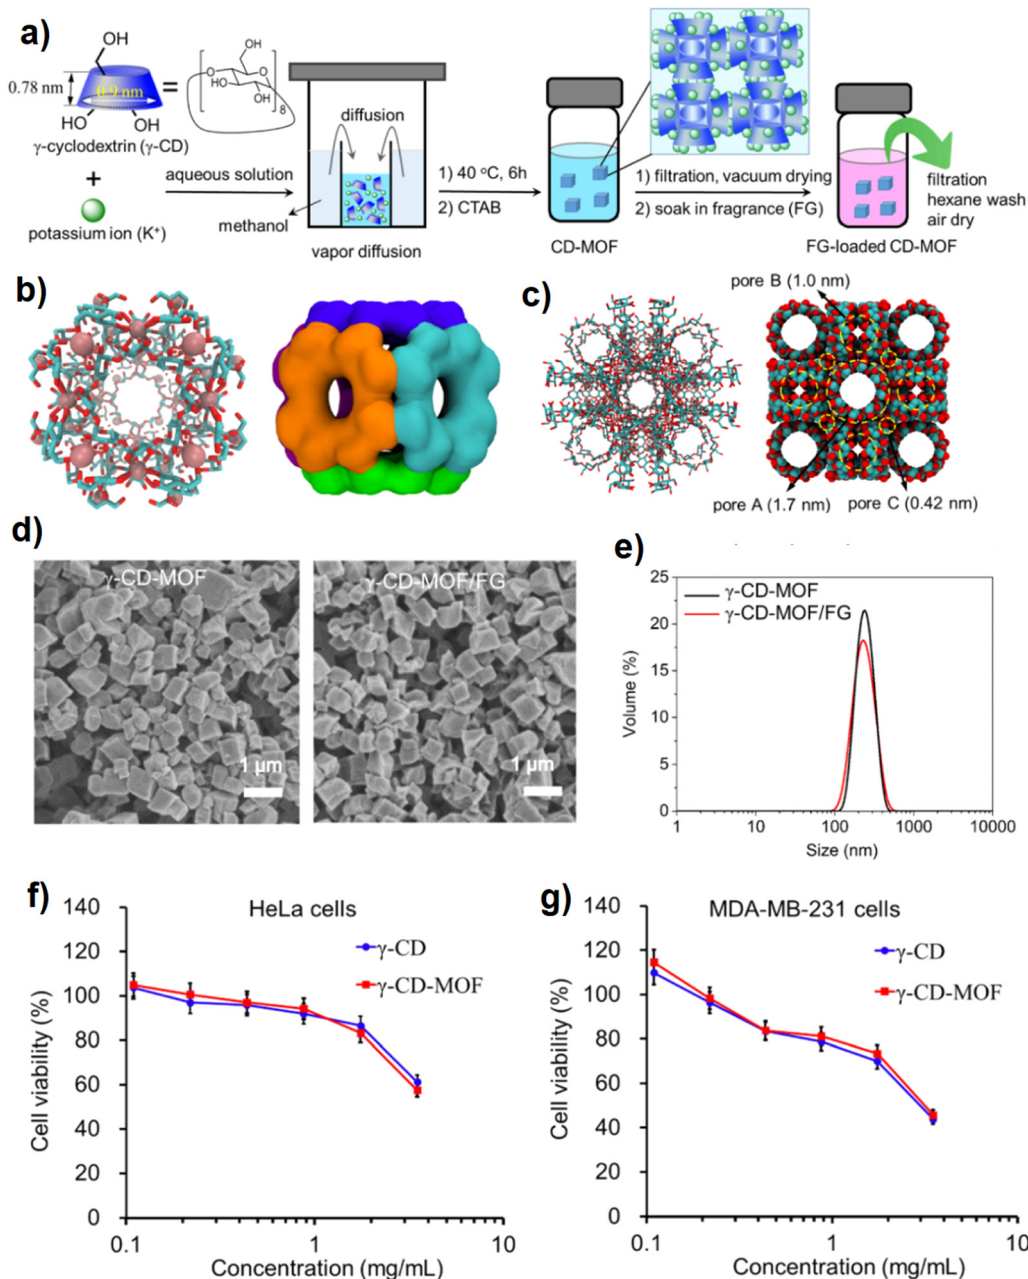 a)
OH
0.78 nm
0.9 nm
HO
OH
=
OH
O
O
HO
OH
8
γ-cyclodextrin (γ-CD)
+
potassium ion (K⁺)
aqueous solution
methanol
diffusion
vapor diffusion
1) 40 °C, 6h
2) CTAB
CD-MOF
1) filtration, vacuum drying
2) soak in fragrance (FG)
FG-loaded CD-MOF
filtration
hexane wash
air dry
b)
c)
pore B (1.0 nm)
pore A (1.7 nm)
pore C (0.42 nm)
d)
γ-CD-MOF
1 μm
γ-CD-MOF/FG
1 μm
e)
γ-CD-MOF
γ-CD-MOF/FG
Volume (%)
25
20
15
10
5
0
1
10
100
1000
10000
Size (nm)
f)
HeLa cells
γ-CD
γ-CD-MOF
Cell viability (%)
140
120
100
80
60
40
20
0
0.1
1
10
Concentration (mg/mL)
g)
MDA-MB-231 cells
γ-CD
γ-CD-MOF
Cell viability (%)
140
120
100
80
60
40
20
0
0.1
1
10
Concentration (mg/mL)